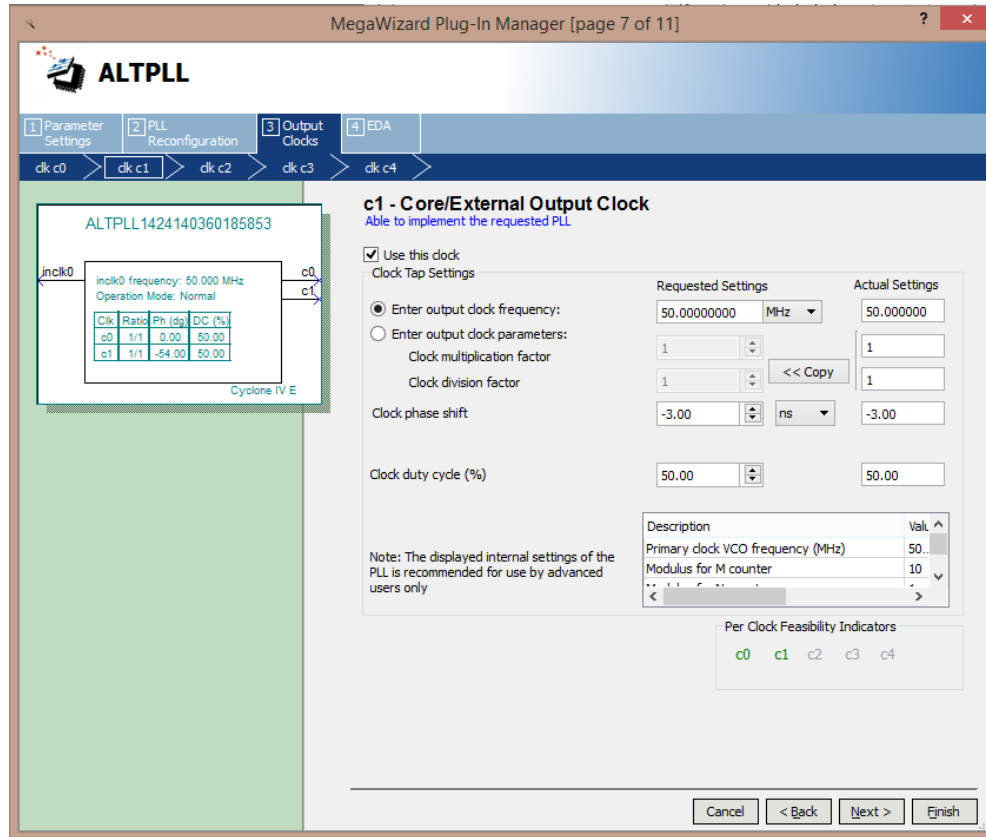 MegaWizard Plug-In Manager [page 7 of 11]
?
ALTPLL
1 Parameter Settings
2 PLL Reconfiguration
3 Output Clocks
4 EDA
clk c0
clk c1
clk c2
clk c3
clk c4
ALTPLL1424140360185853
inclk0
c0
c1
inclk0 frequency: 50.000 MHz
Operation Mode: Normal
Clk Ratio Ph (dg) DC (%)
c0 1/1 0.00 50.00
c1 1/1 -54.00 50.00
Cyclone IV E
c1 - Core/External Output Clock
Able to implement the requested PLL
Use this clock
Clock Tap Settings
Requested Settings Actual Settings
Enter output clock frequency: 50.00000000 MHz 50.000000
Enter output clock parameters:
Clock multiplication factor 1 1
<< Copy
Clock division factor 1 1
Clock phase shift -3.00 ns -3.00
Clock duty cycle (%) 50.00 50.00
Note: The displayed internal settings of the
PLL is recommended for use by advanced
users only
Description
Primary clock VCO frequency (MHz) 50...
Modulus for M counter 10
Per Clock Feasibility Indicators
c0 c1 c2 c3 c4
Cancel < Back Next > Finish